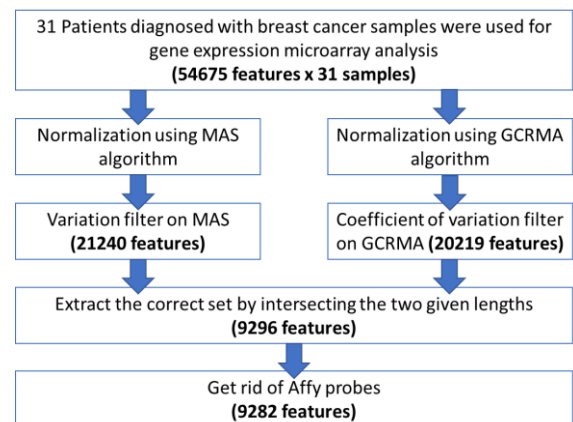 31 Patients diagnosed with breast cancer samples were used for
gene expression microarray analysis
(54675 features x 31 samples)
Normalization using MAS
algorithm
Normalization using GCRMA
algorithm
Variation filter on MAS
(21240 features)
Coefficient of variation filter
on GCRMA (20219 features)
Extract the correct set by intersecting the two given lengths
(9296 features)
Get rid of Affy probes
(9282 features)